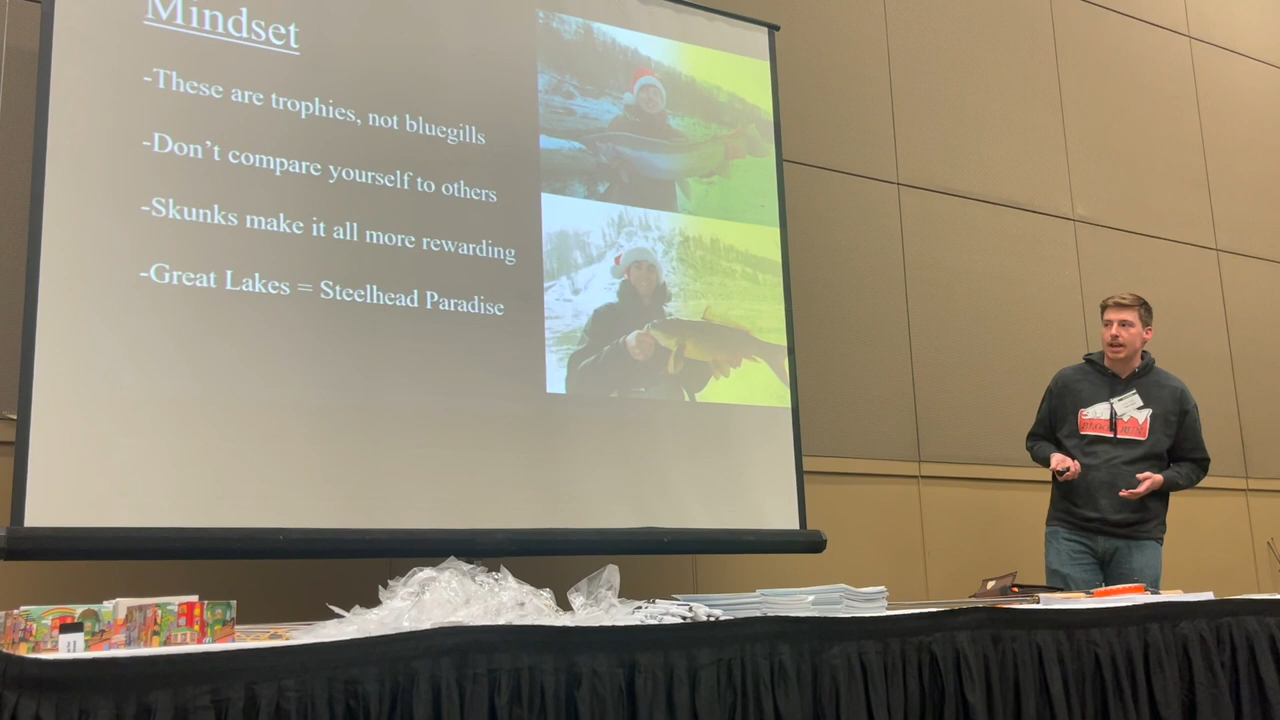 Mindset
-These are trophies, not bluegills
-Don't compare yourself to others
-Skunks make it all more rewarding
-Great Lakes = Steelhead Paradise